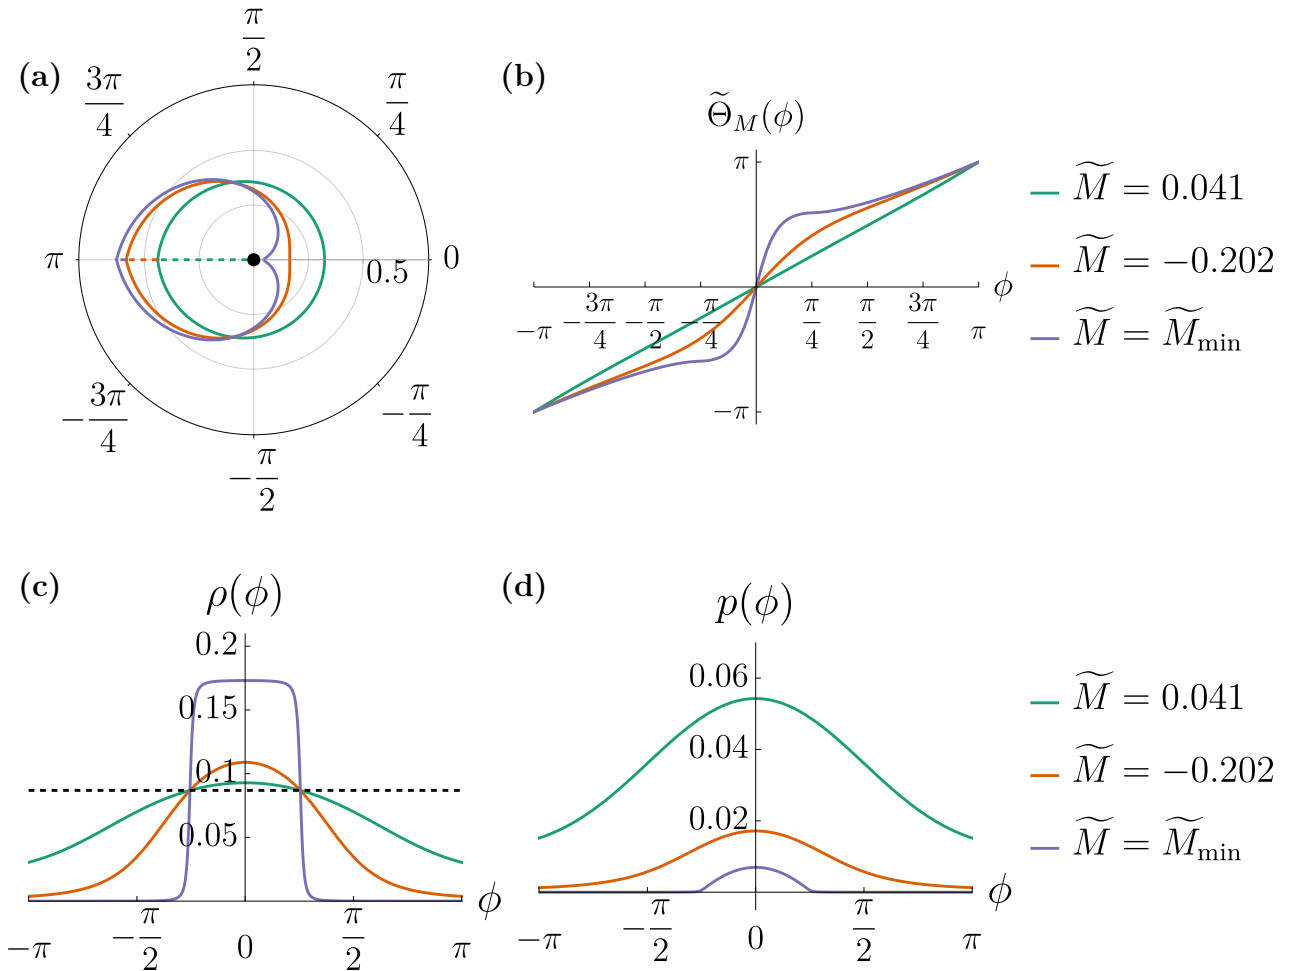 (a)
π/2
3π/4
π/4
π
0.5
0
−3π/4
−π/4
−π/2
(b)
Θ̃_M(ϕ)
π
ϕ
−π −3π/4 −π/2 −π/4 π/4 π/2 3π/4 π
−π
M̃ = 0.041
M̃ = −0.202
M̃ = M̃_min
(c)
ρ(ϕ)
0.2
0.15
0.1
0.05
ϕ
−π −π/2 0 π/2 π
(d)
p(ϕ)
0.06
0.04
0.02
ϕ
−π −π/2 0 π/2 π
M̃ = 0.041
M̃ = −0.202
M̃ = M̃_min